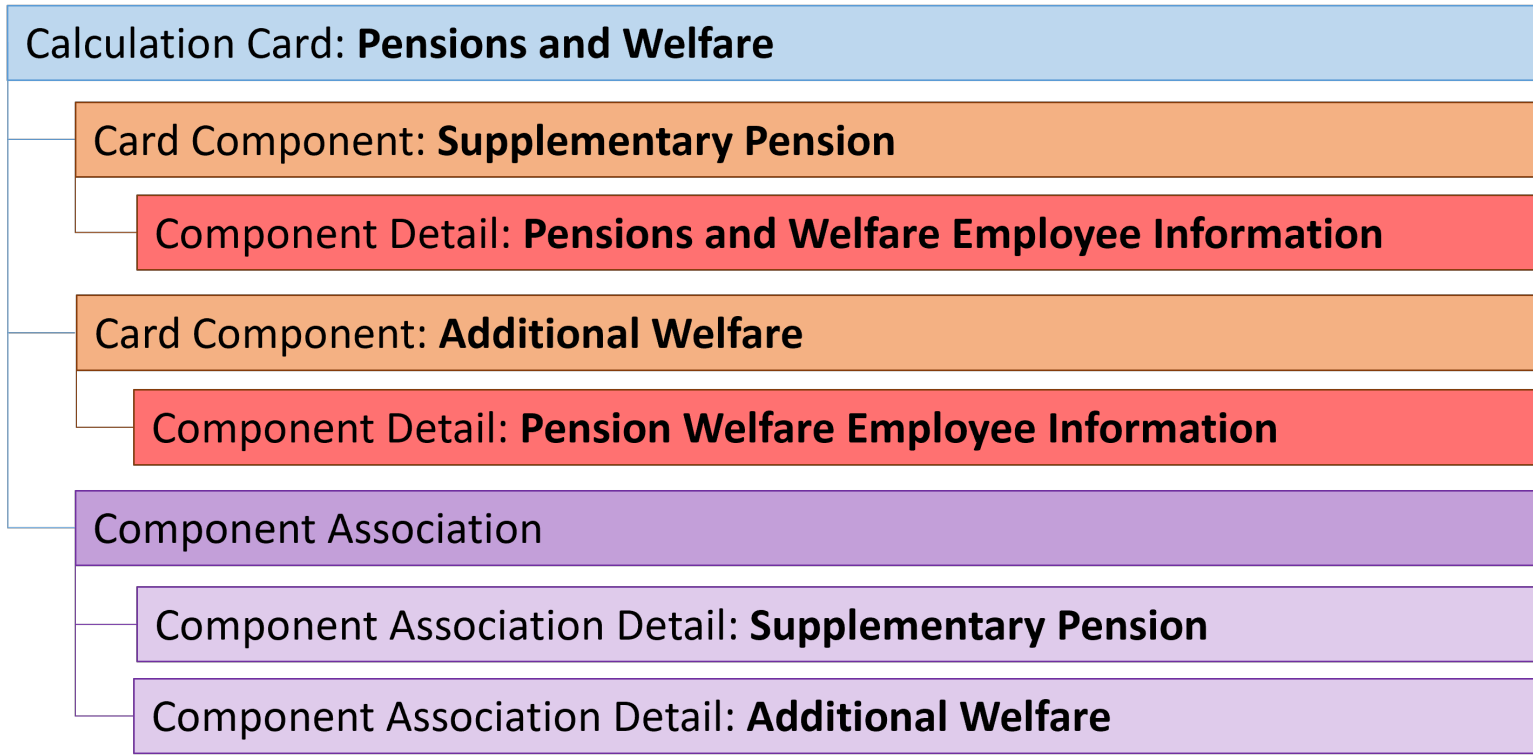 Calculation Card: Pensions and Welfare
Card Component: Supplementary Pension
Component Detail: Pensions and Welfare Employee Information
Card Component: Additional Welfare
Component Detail: Pension Welfare Employee Information
Component Association
Component Association Detail: Supplementary Pension
Component Association Detail: Additional Welfare